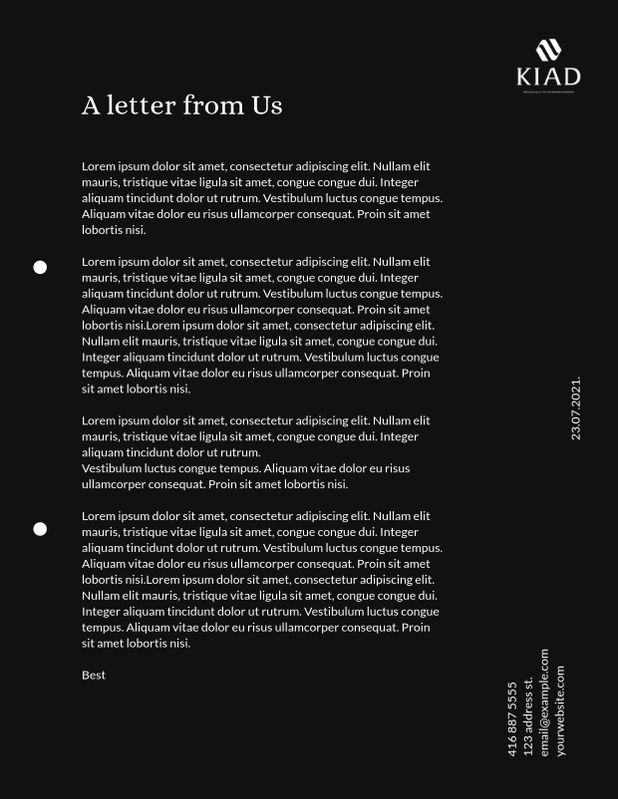 KIAD
A letter from Us
Lorem ipsum dolor sit amet, consectetur adipiscing elit. Nullam elit
mauris, tristique vitae ligula sit amet, congue congue dui. Integer
aliquam tincidunt dolor ut rutrum. Vestibulum luctus congue tempus.
Aliquam vitae dolor eu risus ullamcorper consequat. Proin sit amet
lobortis nisi.
Lorem ipsum dolor sit amet, consectetur adipiscing elit. Nullam elit
mauris, tristique vitae ligula sit amet, congue congue dui. Integer
aliquam tincidunt dolor ut rutrum. Vestibulum luctus congue tempus.
Aliquam vitae dolor eu risus ullamcorper consequat. Proin sit amet
lobortis nisi.Lorem ipsum dolor sit amet, consectetur adipiscing elit.
Nullam elit mauris, tristique vitae ligula sit amet, congue congue dui.
Integer aliquam tincidunt dolor ut rutrum. Vestibulum luctus congue
tempus. Aliquam vitae dolor eu risus ullamcorper consequat. Proin
sit amet lobortis nisi.
Lorem ipsum dolor sit amet, consectetur adipiscing elit. Nullam elit
mauris, tristique vitae ligula sit amet, congue congue dui. Integer
aliquam tincidunt dolor ut rutrum.
Vestibulum luctus congue tempus. Aliquam vitae dolor eu risus
ullamcorper consequat. Proin sit amet lobortis nisi.
Lorem ipsum dolor sit amet, consectetur adipiscing elit. Nullam elit
mauris, tristique vitae ligula sit amet, congue congue dui. Integer
aliquam tincidunt dolor ut rutrum. Vestibulum luctus congue tempus.
Aliquam vitae dolor eu risus ullamcorper consequat. Proin sit amet
lobortis nisi.Lorem ipsum dolor sit amet, consectetur adipiscing elit.
Nullam elit mauris, tristique vitae ligula sit amet, congue congue dui.
Integer aliquam tincidunt dolor ut rutrum. Vestibulum luctus congue
tempus. Aliquam vitae dolor eu risus ullamcorper consequat. Proin
sit amet lobortis nisi.
Best
23.07.2021.
416 887 5555
123 address st.
email@example.com
yourwebsite.com